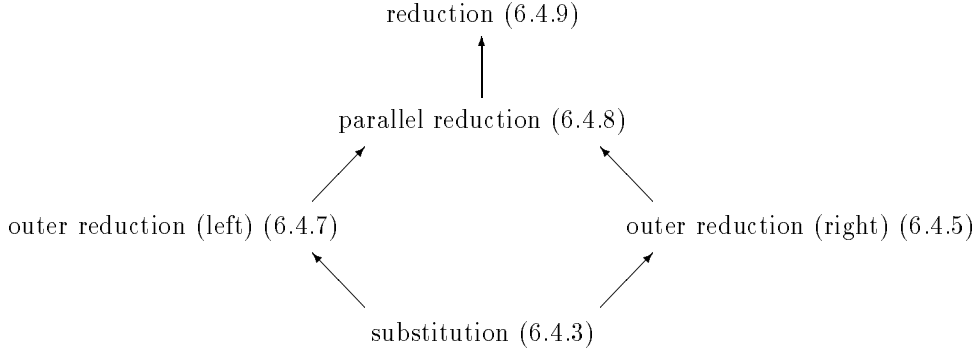 reduction (6.4.9)
parallel reduction (6.4.8)
outer reduction (left) (6.4.7)
outer reduction (right) (6.4.5)
substitution (6.4.3)